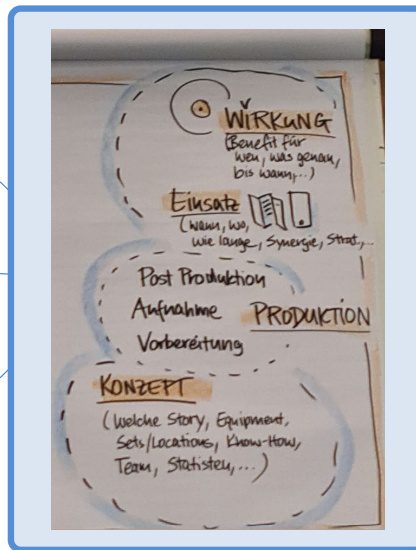 WIRKUNG
(Benefit für
wen, was genau,
bis wann,...)
Einsatz
(wann, wo,
wie lange, Synergie, Strat.,...
Post Produktion
Aufnahme PRODUKTION
Vorbereitung
KONZEPT
(Welche Story, Equipment,
Sets/Locations, Know-How,
Team, Statisten,...)